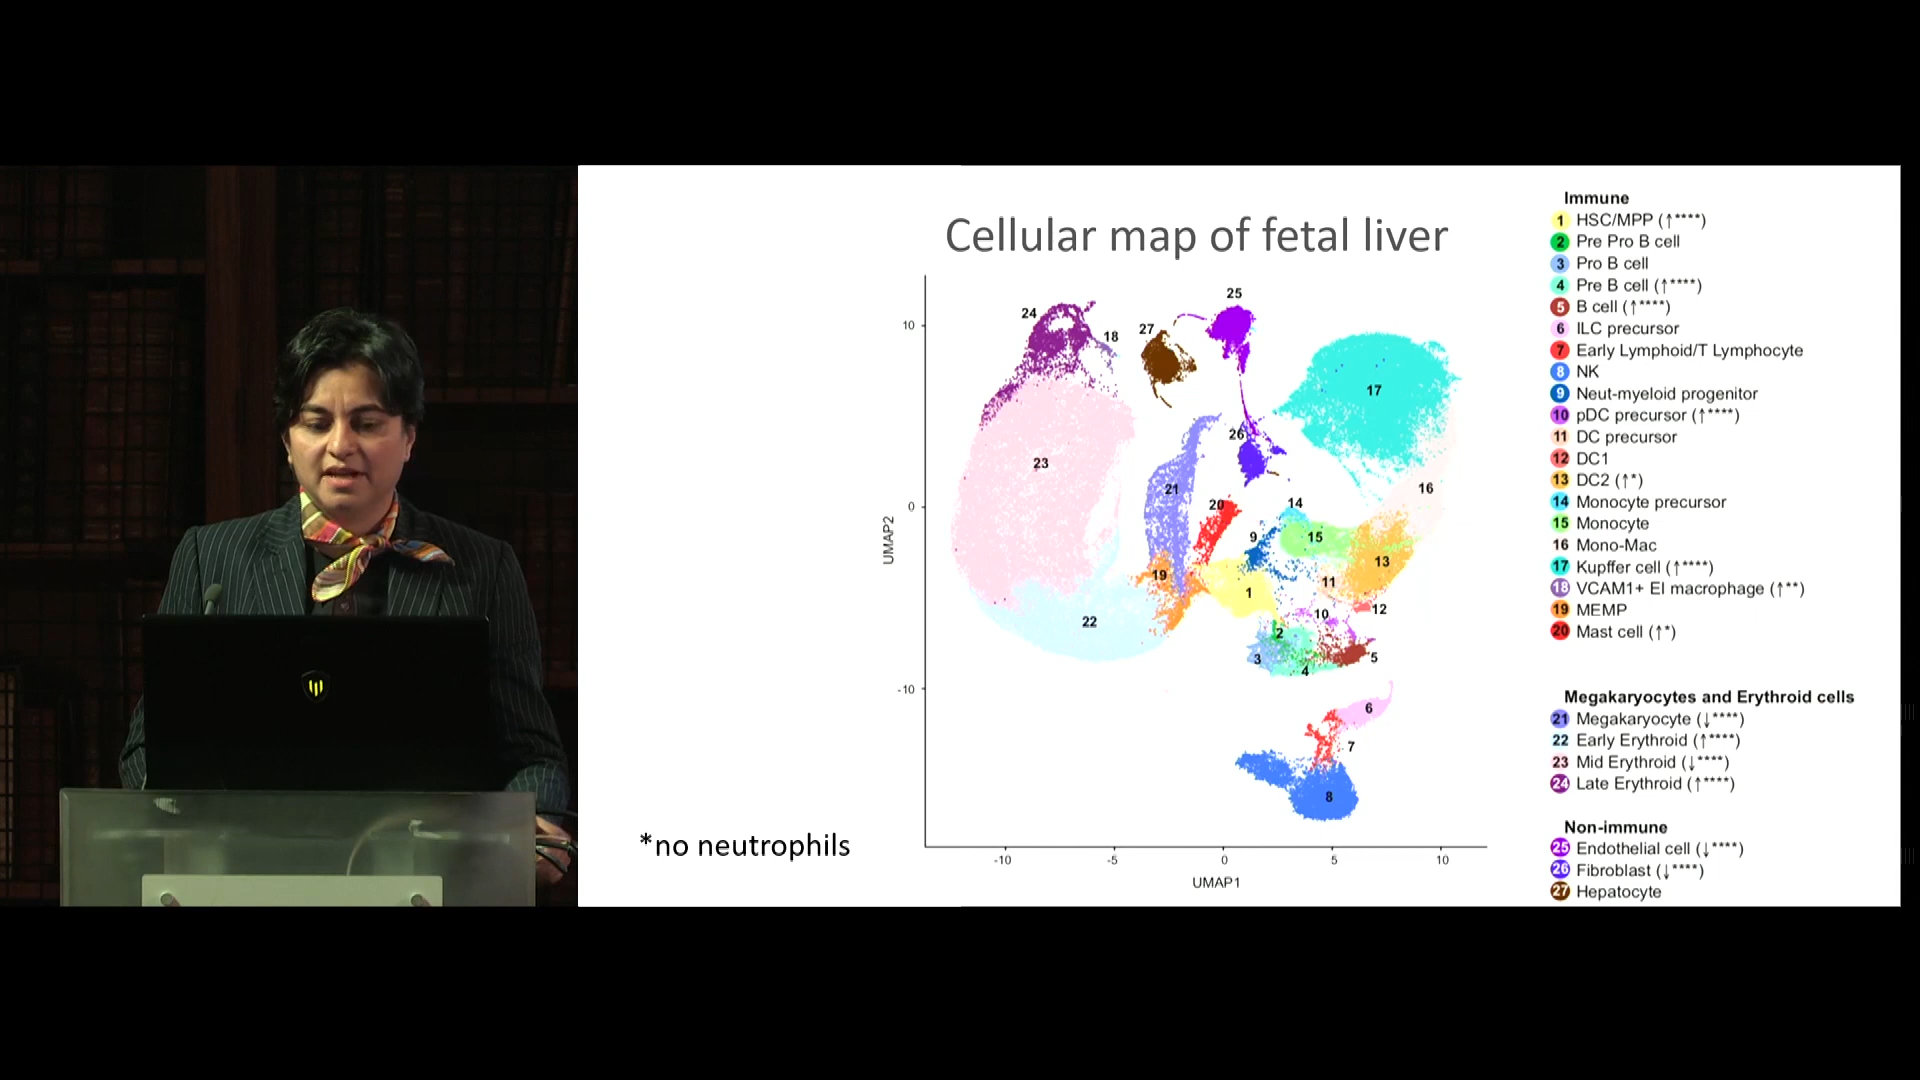 Cellular map of fetal liver
Immune
1 HSC/MPP (↑****)
2 Pre Pro B cell
3 Pro B cell
4 Pre B cell (↑****)
5 B cell (↑****)
6 ILC precursor
7 Early Lymphoid/T Lymphocyte
8 NK
9 Neut-myeloid progenitor
10 pDC precursor (↑****)
11 DC precursor
12 DC1
13 DC2 (↑*)
14 Monocyte precursor
15 Monocyte
16 Mono-Mac
17 Kupffer cell (↑****)
18 VCAM1+ EI macrophage (↑**)
19 MEMP
20 Mast cell (↑*)
Megakaryocytes and Erythroid cells
21 Megakaryocyte (↓****)
22 Early Erythroid (↑****)
23 Mid Erythroid (↓****)
24 Late Erythroid (↑****)
Non-immune
25 Endothelial cell (↓****)
26 Fibroblast (↓****)
27 Hepatocyte
25
24
27
18
10
17
26
23
16
21
20
14
0
9
15
13
19
11
1
10
12
22
2
3
5
4
-10
6
7
8
-10
-5
0
5
10
UMAP1
UMAP2
*no neutrophils